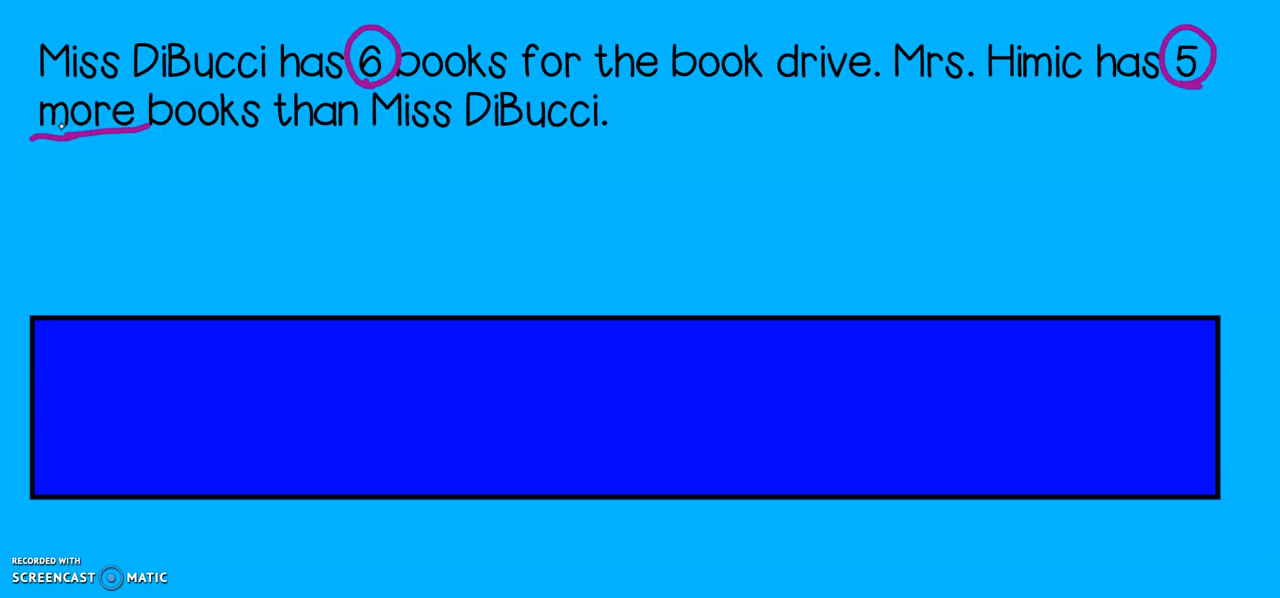 Miss DiBucci has 6 books for the book drive. Mrs. Himic has 5
more books than Miss DiBucci.
RECORDED WITH
SCREENCAST MATIC